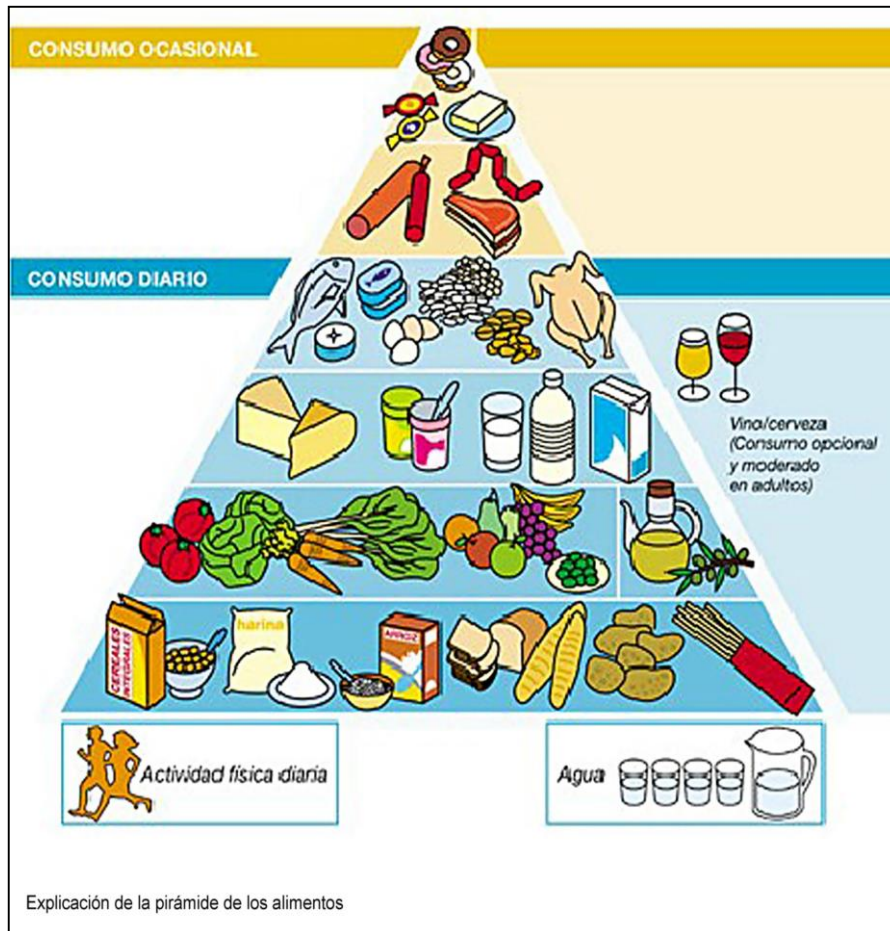 CONSUMO OCASIONAL
CONSUMO DIARIO
Vino/cerveza
(Consumo opcional
y moderado
en adultos)
CEREALES
INTEGRALES
harina
ARROZ
Actividad física diaria
Agua
Explicación de la pirámide de los alimentos